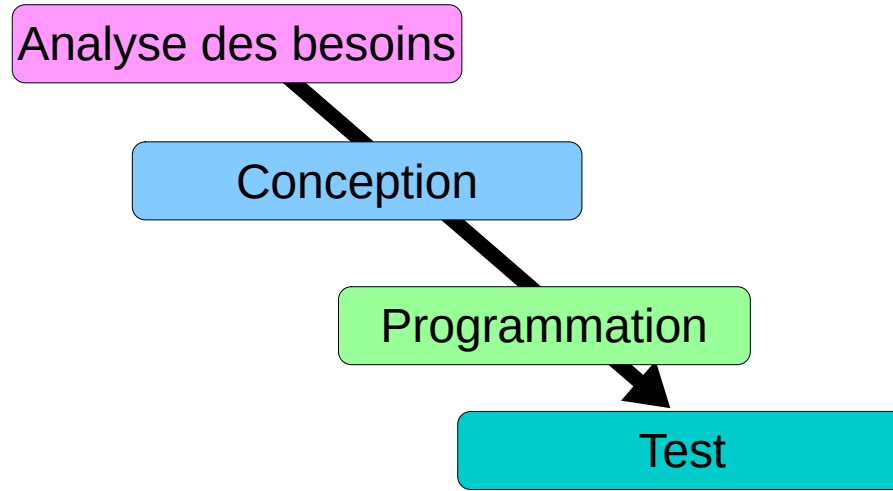 Analyse des besoins
Conception
Programmation
Test